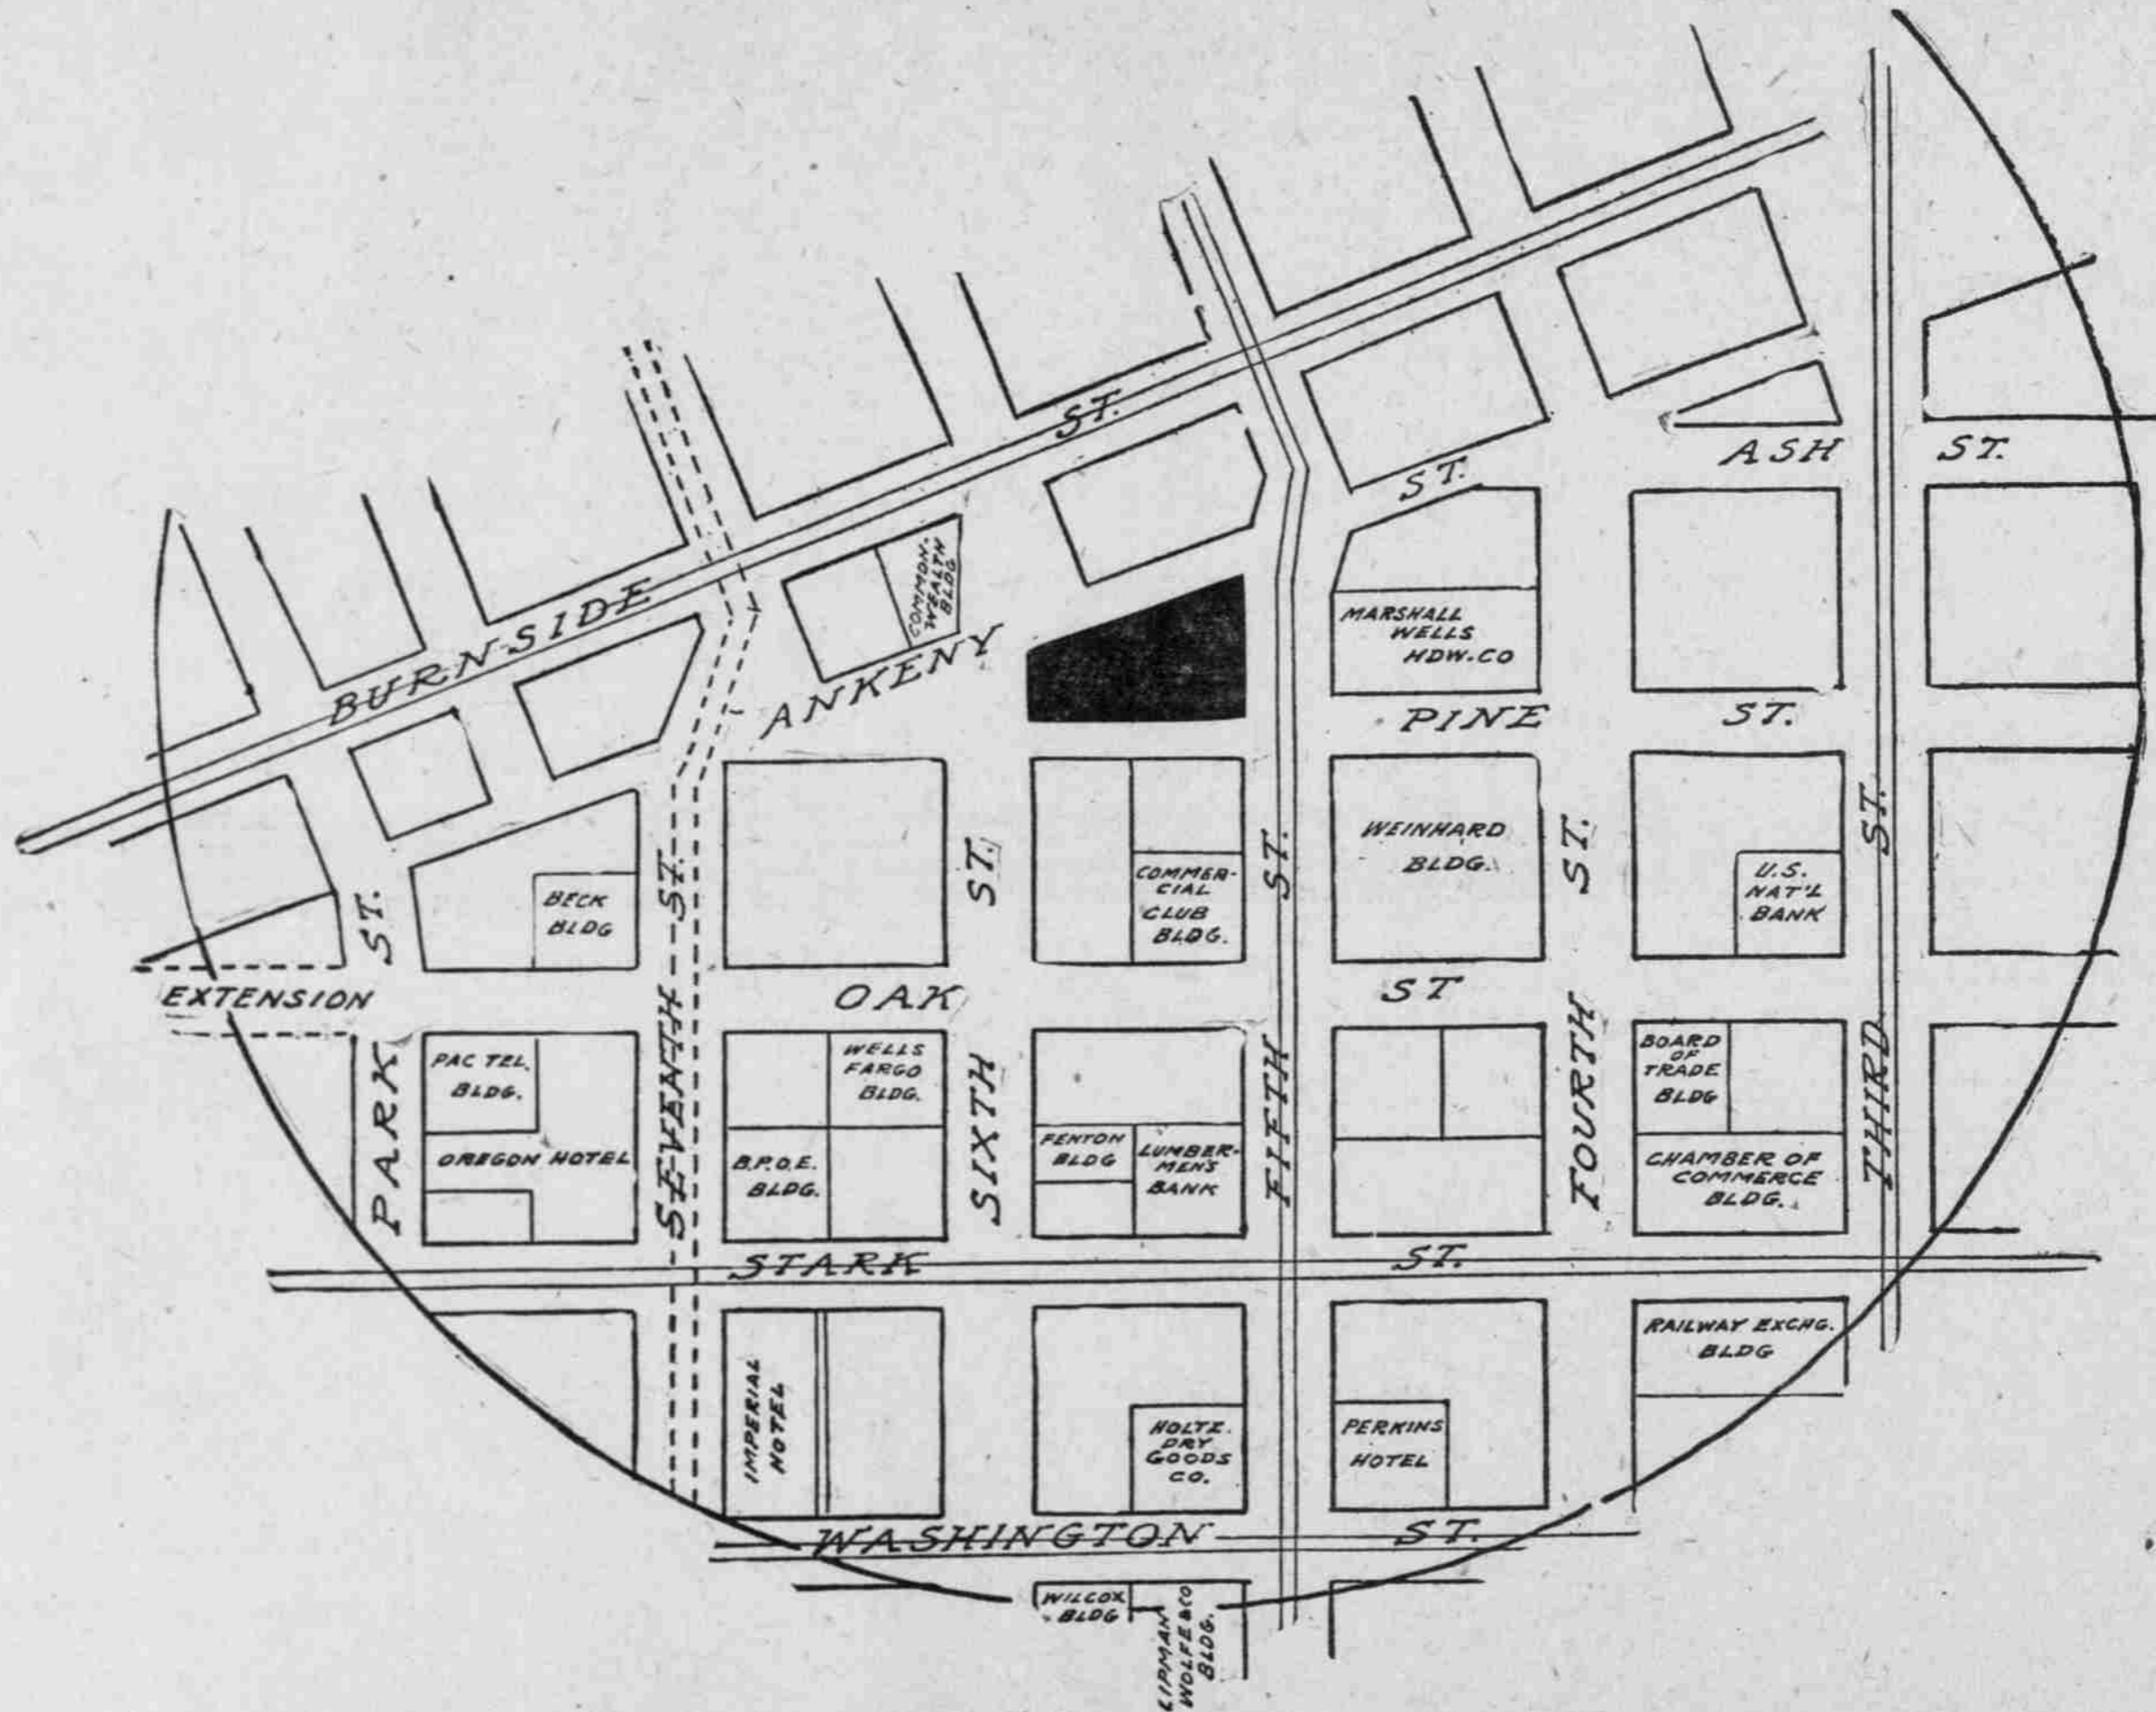 BURNSIDE ST.
ANKENY ST.
ASH ST.
PINE ST.
OAK ST
EXTENSION
STARK ST.
WASHINGTON ST.
PARK ST.
SEVENTH ST.
SIXTH ST.
FIFTH ST.
FOURTH ST.
THIRD ST.
COMMON-
WEALTH
BLDG
MARSHALL
WELLS
HDW. CO
BECK
BLDG
COMMER-
CIAL
CLUB
BLDG.
WEINHARD
BLDG.
U.S.
NAT'L
BANK
PAC TEL.
BLDG.
OREGON HOTEL
WELLS
FARGO
BLDG.
B.P.O.E.
BLDG.
FENTON
BLDG
LUMBER-
MEN'S
BANK
BOARD
OF
TRADE
BLDG
CHAMBER OF
COMMERCE
BLDG.
IMPERIAL
HOTEL
HOLTZ
DRY
GOODS
CO.
PERKINS
HOTEL
RAILWAY EXCHG.
BLDG
WILCOX
BLDG
LIPMAN
WOLFE & CO
BLDG.